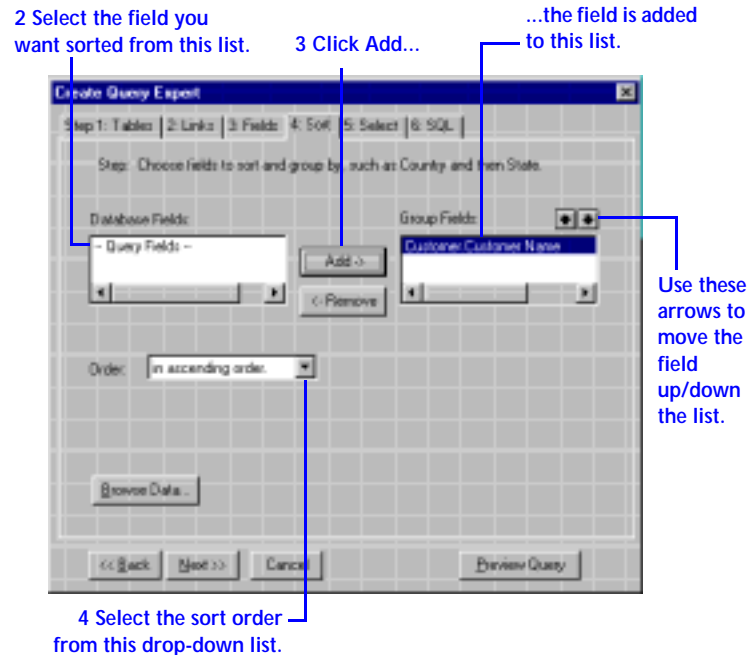 2 Select the field you
want sorted from this list.
3 Click Add...
...the field is added
to this list.
Create Query Expert
Step 1: Tables 2: Links 3: Fields 4: Sort 5: Select 6: SQL
Step: Choose fields to sort and group by, such as Country and then State.
Database Fields:
Group Fields:
-- Query Fields --
Customer.Customer Name
Add ->
<- Remove
Use these
arrows to
move the
field
up/down
the list.
Order: in ascending order.
Browse Data...
<< Back Next >> Cancel Preview Query
4 Select the sort order
from this drop-down list.